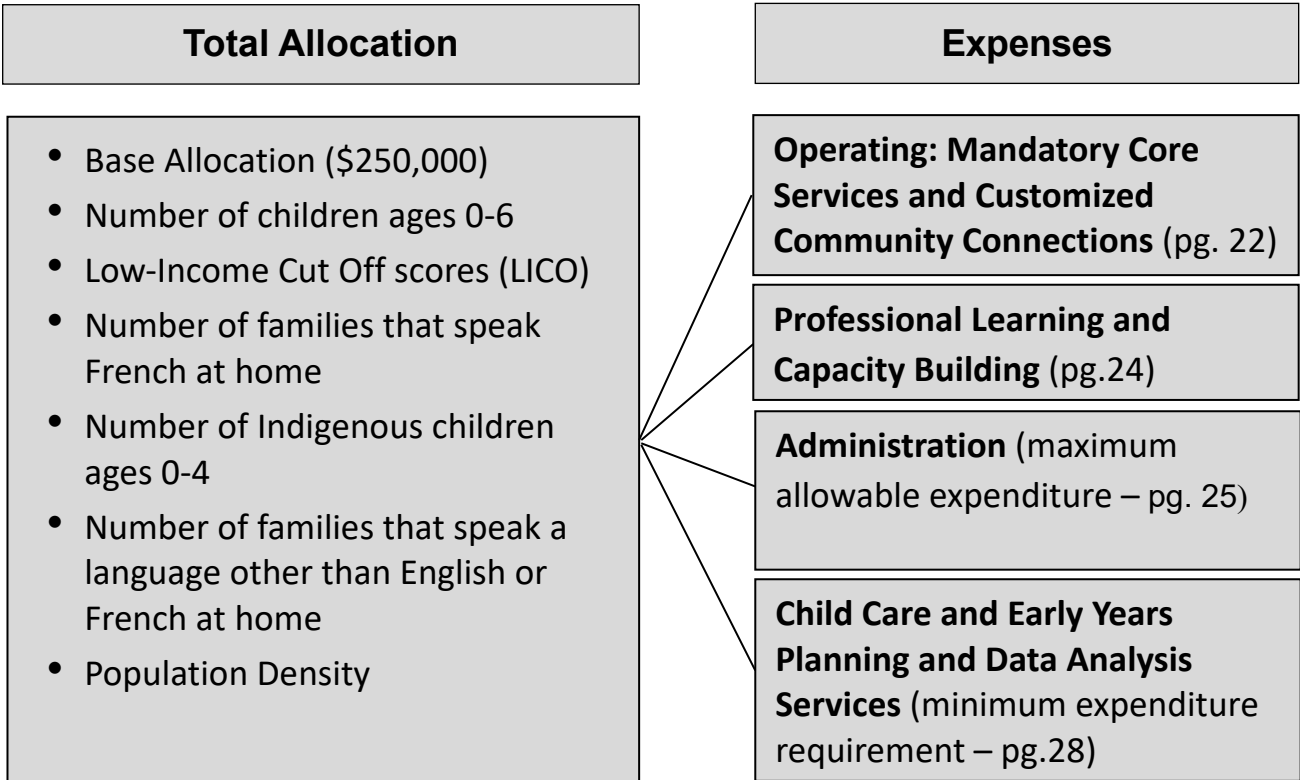 Total Allocation
• Base Allocation ($250,000)
• Number of children ages 0-6
• Low-Income Cut Off scores (LICO)
• Number of families that speak
French at home
• Number of Indigenous children
ages 0-4
• Number of families that speak a
language other than English or
French at home
• Population Density
Expenses
Operating: Mandatory Core
Services and Customized
Community Connections (pg. 22)
Professional Learning and
Capacity Building (pg.24)
Administration (maximum
allowable expenditure – pg. 25)
Child Care and Early Years
Planning and Data Analysis
Services (minimum expenditure
requirement – pg.28)